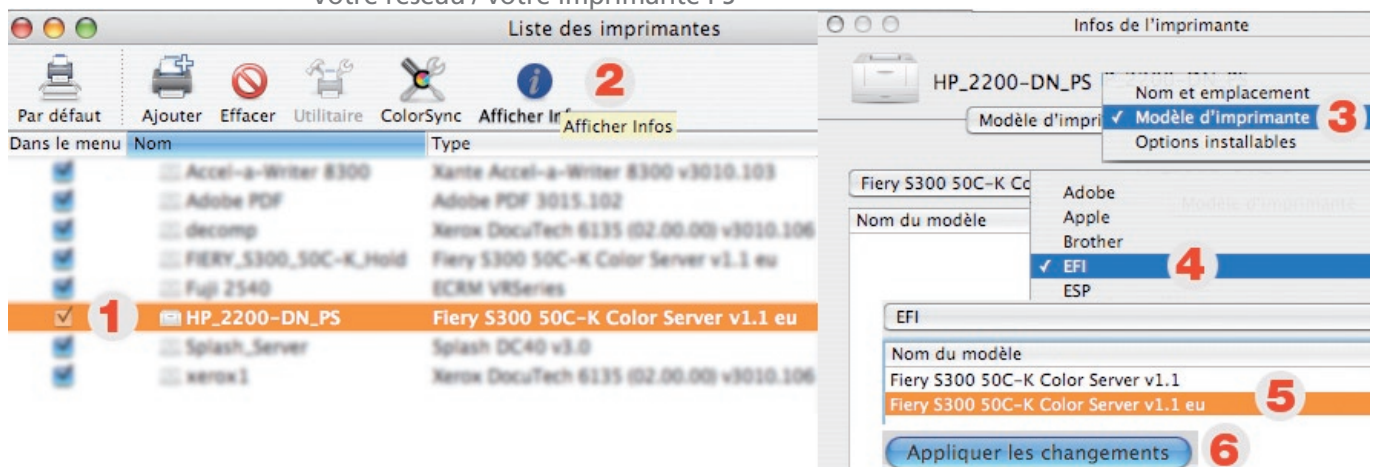 votre réseau / votre imprimante PS
Liste des imprimantes
Par défaut Ajouter Effacer Utilitaire ColorSync Afficher Infos
2
Afficher Infos
Dans le menu Nom Type
Accel-a-Writer 8300 Xante Accel-a-Writer 8300 v3010.103
Adobe PDF Adobe PDF 3015.102
decomp Xerox DocuTech 6135 (02.00.00) v3010.106
FIERY_S300_50C-K_Hold Fiery S300 50C-K Color Server v1.1 eu
Fuji 2540 ECRM VRSeries
1 HP_2200-DN_PS Fiery S300 50C-K Color Server v1.1 eu
Splash_Server Splash DC40 v3.0
xerox1 Xerox DocuTech 6135 (02.00.00) v3010.106
Infos de l'imprimante
HP_2200-DN_PS
Nom et emplacement
Modèle d'impri
✓ Modèle d'imprimante 3
Options installables
Fiery S300 50C-K Co
Nom du modèle
Adobe
Apple
Brother
✓ EFI 4
ESP
EFI
Nom du modèle
Fiery S300 50C-K Color Server v1.1
Fiery S300 50C-K Color Server v1.1 eu 5
Appliquer les changements 6